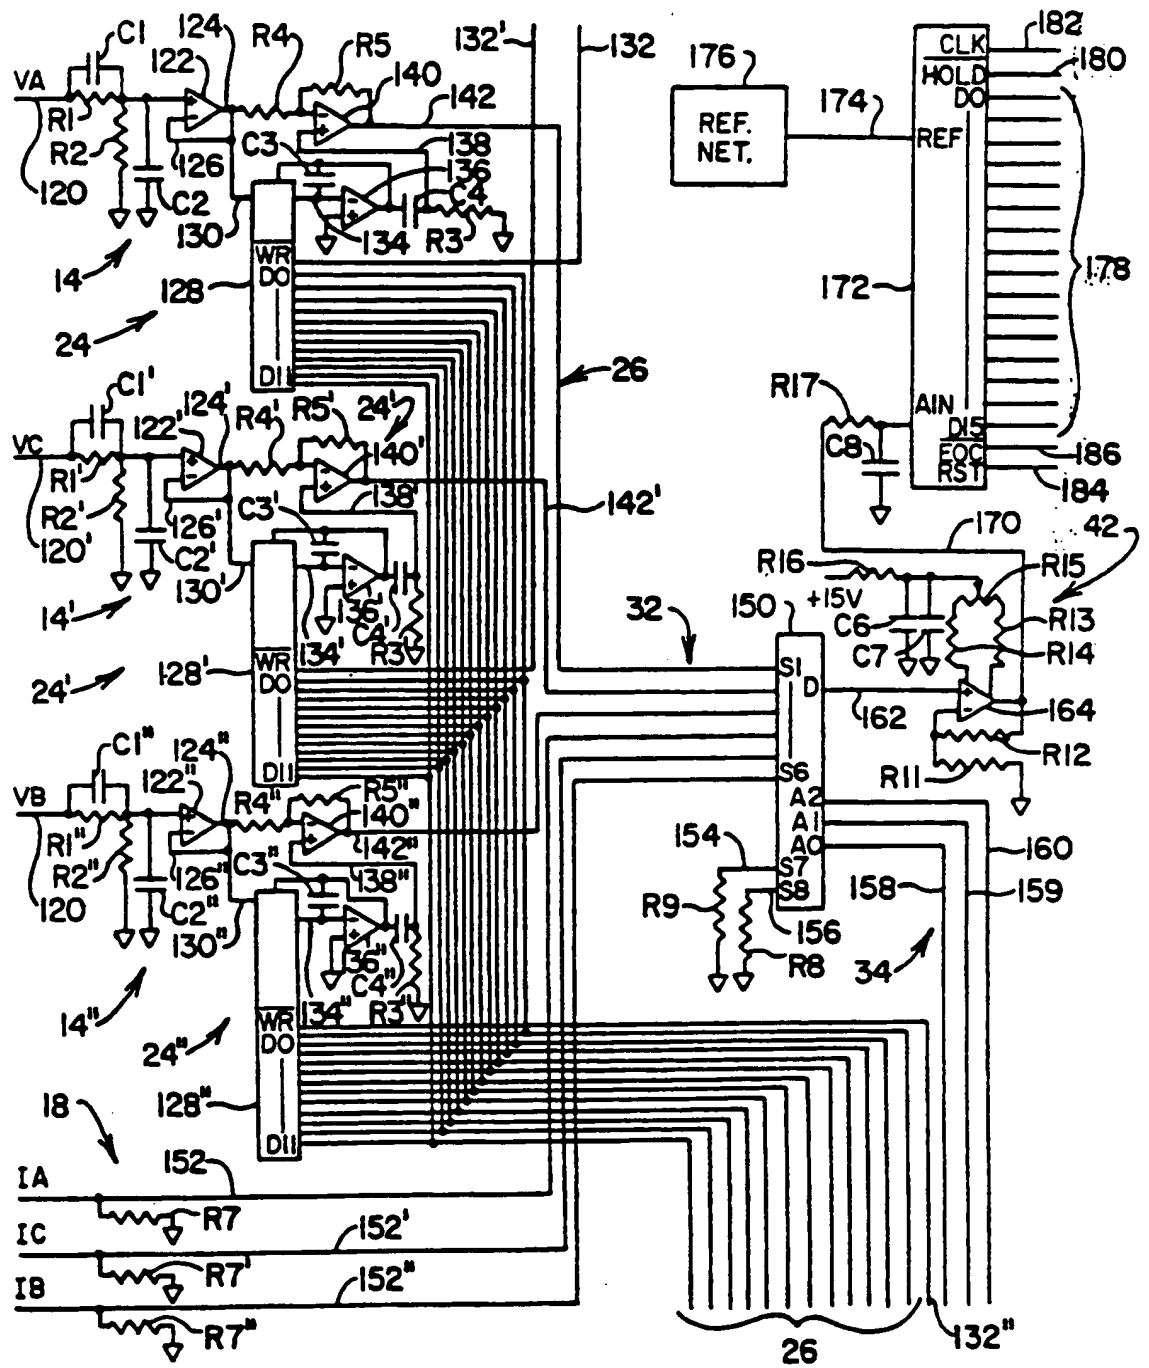 C1 124 R4 132' 132 182
VA 122 R5 176 CLK 180
140 HOLD
142 174 DO
R1 REF. NET. REF
R2 126 C3 138
120 C2 130 134 136 C4 R3
14 WR
128 DO 172 178
24
D11 26
C1' 124' R4' R5' 24' R17 AIN
VC 122' 140' D15
R1' C8 EOC 186
R2' 126' C3' 138' 142' RST 184
120' C2' 130' 170 42
R16 R15
14' 136' +15V
134' C4' R3' 32 150 C6 R13
C7 R14
24' 128' WR S1
DO D 162 164
C1" 124" R12
122" D11 S6 R11
VB R4" R5" 140" A2
R1" 142" A1
R2" 126" C3" 138" 154 A0 160
120 C2" S7 158 159
130" R9 S8 156
36" R8 34
14" 134" C4" R3"
24" WR
DO
18 128"
D11
IA 152
R7
IC 152'
R7'
IB 152"
R7" 26 132"